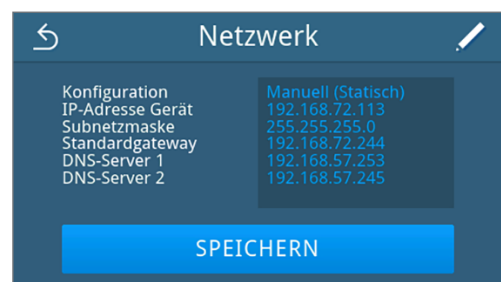 Netzwerk
Konfiguration Manuell (Statisch)
IP-Adresse Gerät 192.168.72.113
Subnetzmaske 255.255.255.0
Standardgateway 192.168.72.244
DNS-Server 1 192.168.57.253
DNS-Server 2 192.168.57.245
SPEICHERN